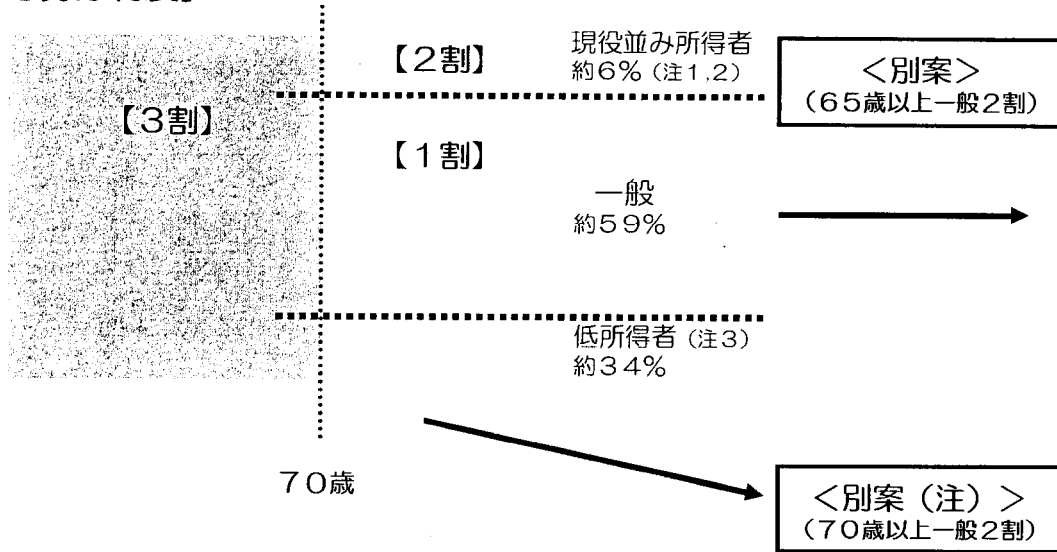 【2割】
現役並み所得者
約6%（注1,2）
＜別案＞
（65歳以上一般2割）
【3割】
【1割】
一般
約59%
低所得者（注3）
約34%
70歳
＜別案（注）＞
（70歳以上一般2割）